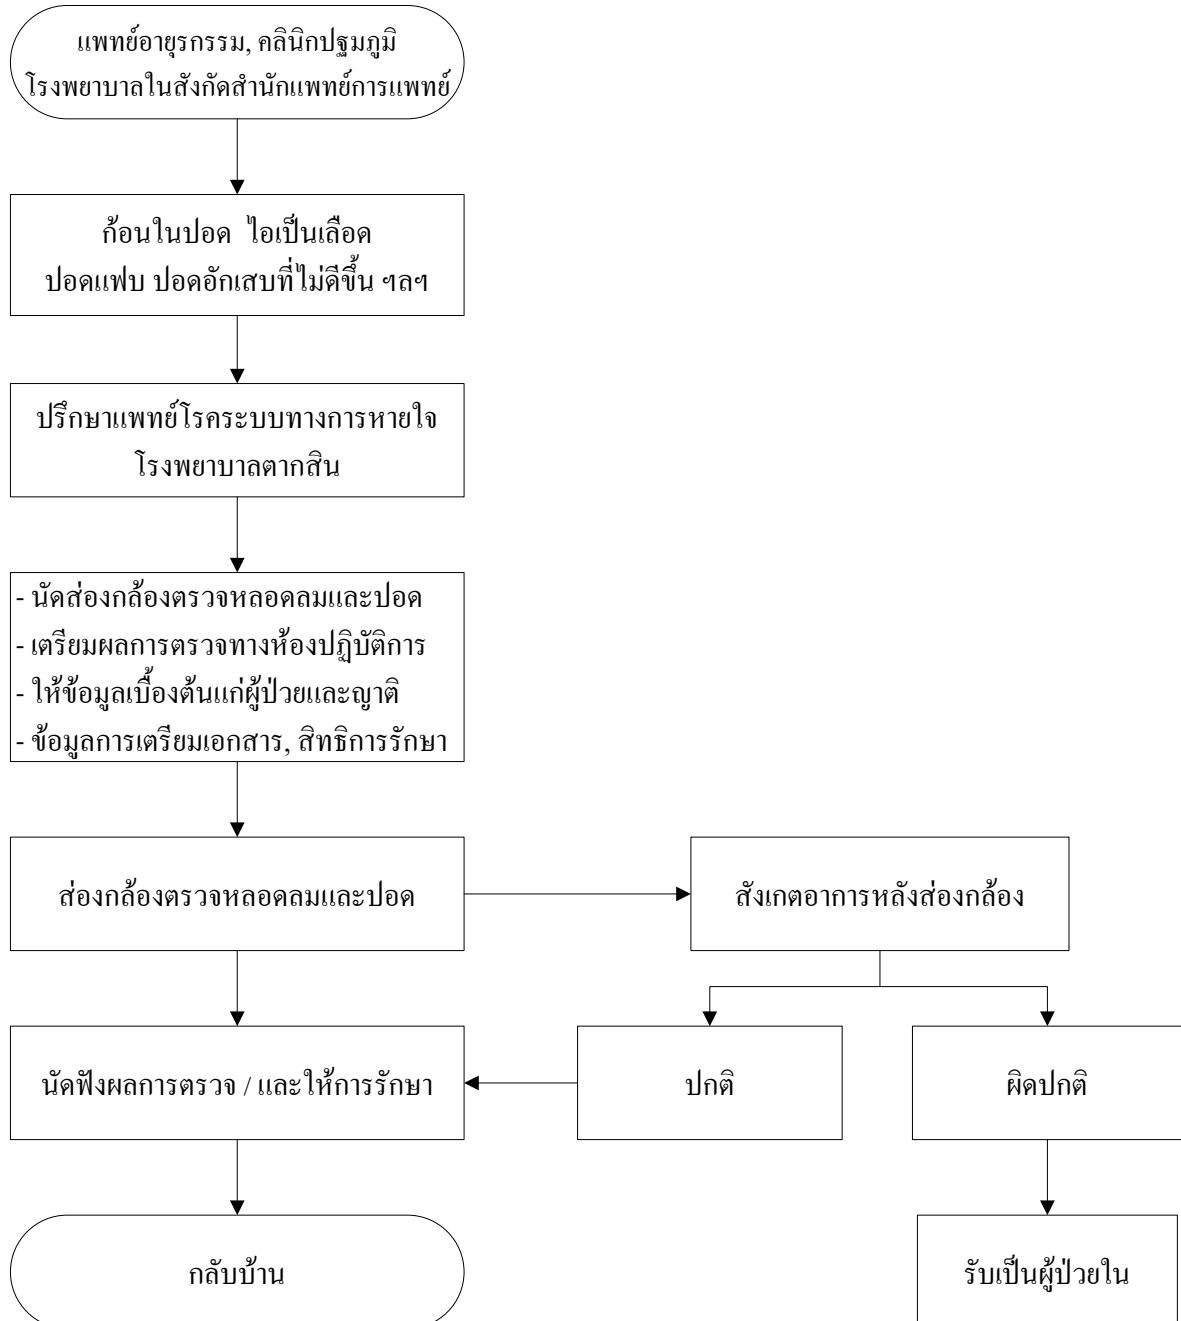 แพทย์อายุรกรรม, คลินิกปฐมภูมิ
โรงพยาบาลในสังกัดสำนักแพทย์การแพทย์
ก้อนในปอด ไอเป็นเลือด
ปอดแฟบ ปอดอักเสบที่ไม่ดีขึ้น ฯลฯ
ปรึกษาแพทย์โรคระบบทางการหายใจ
โรงพยาบาลตากสิน
- นัดส่องกล้องตรวจหลอดลมและปอด
- เตรียมผลการตรวจทางห้องปฏิบัติการ
- ให้ข้อมูลเบื้องต้นแก่ผู้ป่วยและญาติ
- ข้อมูลการเตรียมเอกสาร, สิทธิการรักษา
ส่องกล้องตรวจหลอดลมและปอด
สังเกตอาการหลังส่องกล้อง
นัดฟังผลการตรวจ / และให้การรักษา
ปกติ
ผิดปกติ
กลับบ้าน
รับเป็นผู้ป่วยใน